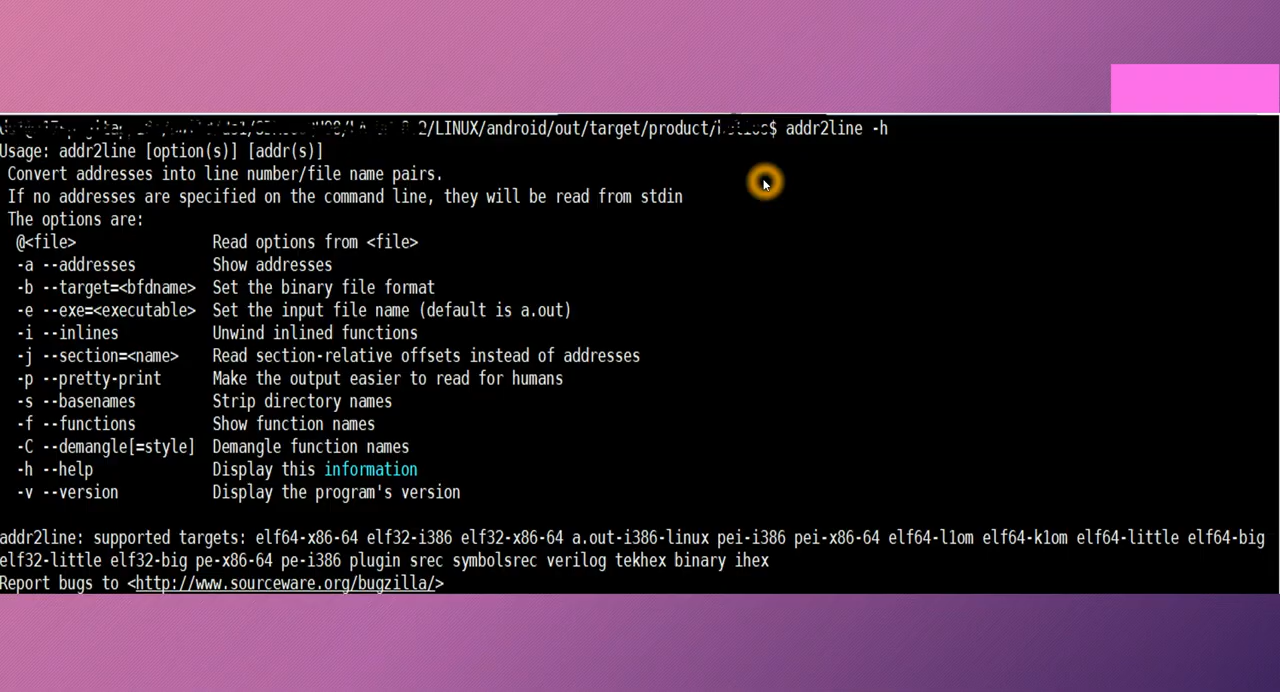 2/LINUX/android/out/target/product/ $ addr2line -h
Usage: addr2line [option(s)] [addr(s)]
Convert addresses into line number/file name pairs.
If no addresses are specified on the command line, they will be read from stdin
The options are:
@<file> Read options from <file>
-a --addresses Show addresses
-b --target=<bfdname> Set the binary file format
-e --exe=<executable> Set the input file name (default is a.out)
-i --inlines Unwind inlined functions
-j --section=<name> Read section-relative offsets instead of addresses
-p --pretty-print Make the output easier to read for humans
-s --basenames Strip directory names
-f --functions Show function names
-C --demangle[=style] Demangle function names
-h --help Display this information
-v --version Display the program's version
addr2line: supported targets: elf64-x86-64 elf32-i386 elf32-x86-64 a.out-i386-linux pei-i386 pei-x86-64 elf64-l1om elf64-k1om elf64-little elf64-big
elf32-little elf32-big pe-x86-64 pe-i386 plugin srec symbolsrec verilog tekhex binary ihex
Report bugs to <http://www.sourceware.org/bugzilla/>